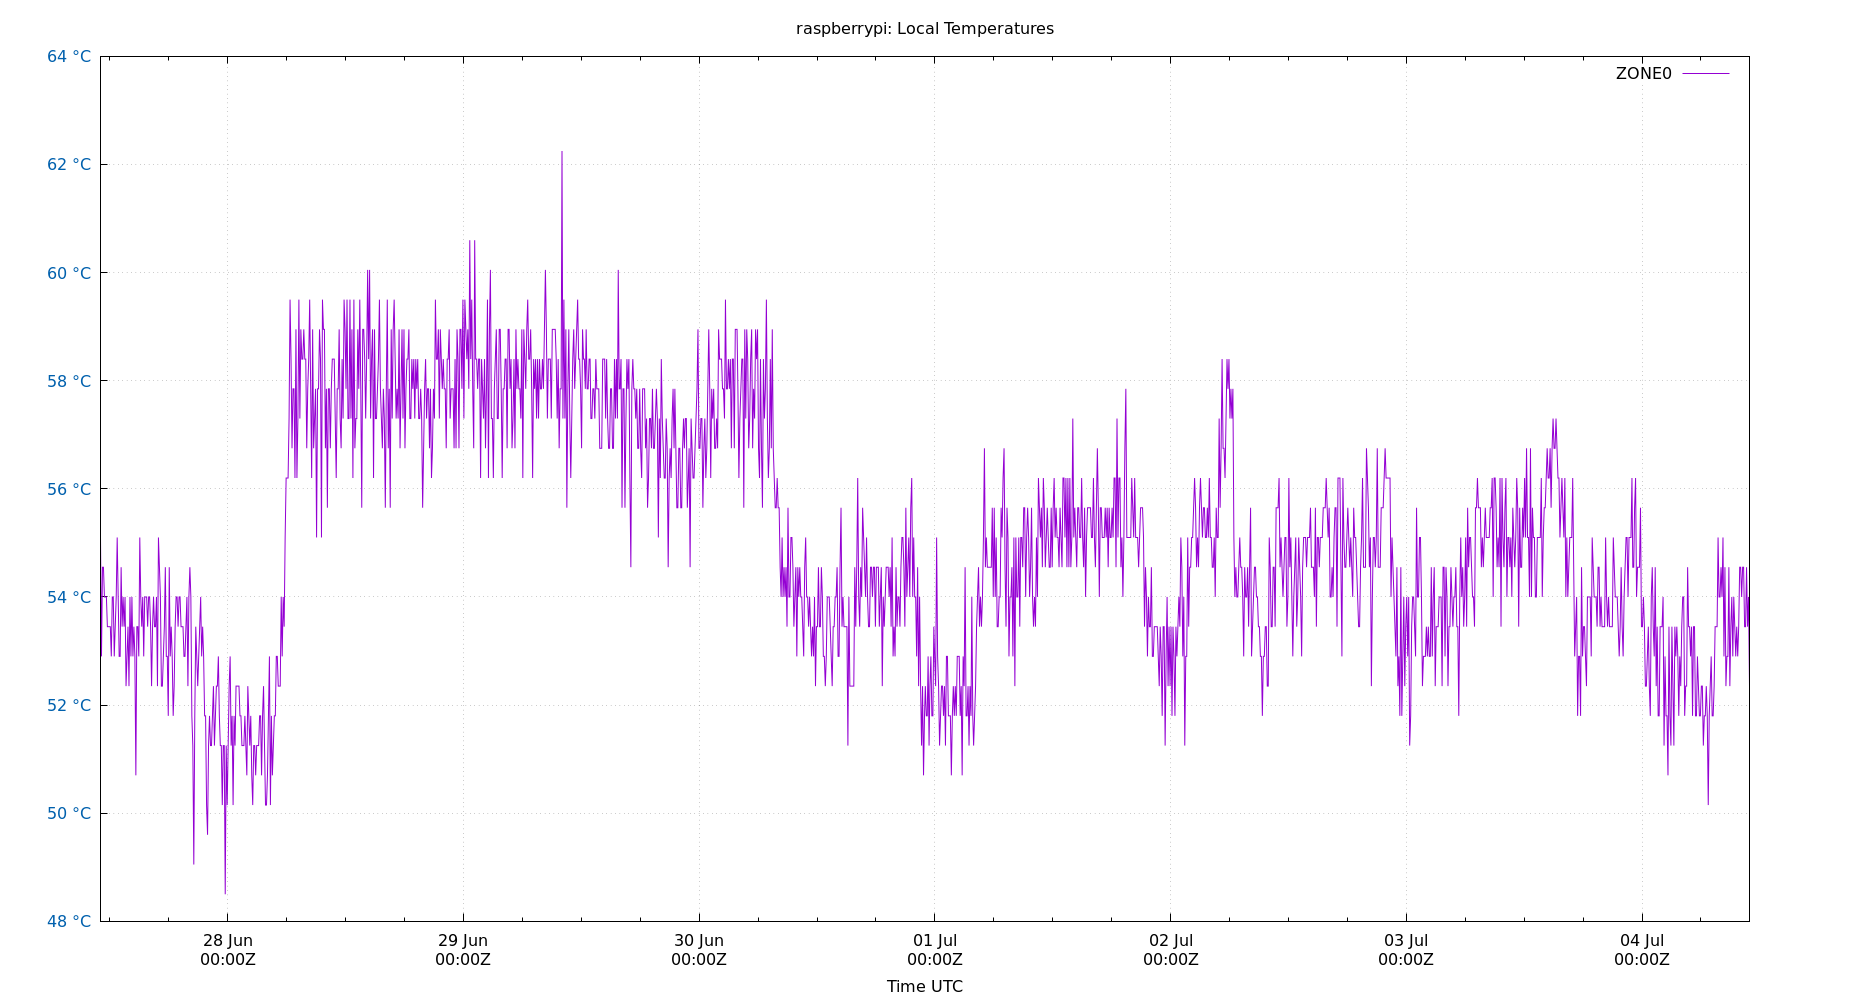 raspberrypi: Local Temperatures
ZONE0
64 °C
62 °C
60 °C
58 °C
56 °C
54 °C
52 °C
50 °C
48 °C
28 Jun 29 Jun 30 Jun 01 Jul 02 Jul 03 Jul 04 Jul
00:00Z 00:00Z 00:00Z 00:00Z 00:00Z 00:00Z 00:00Z
Time UTC